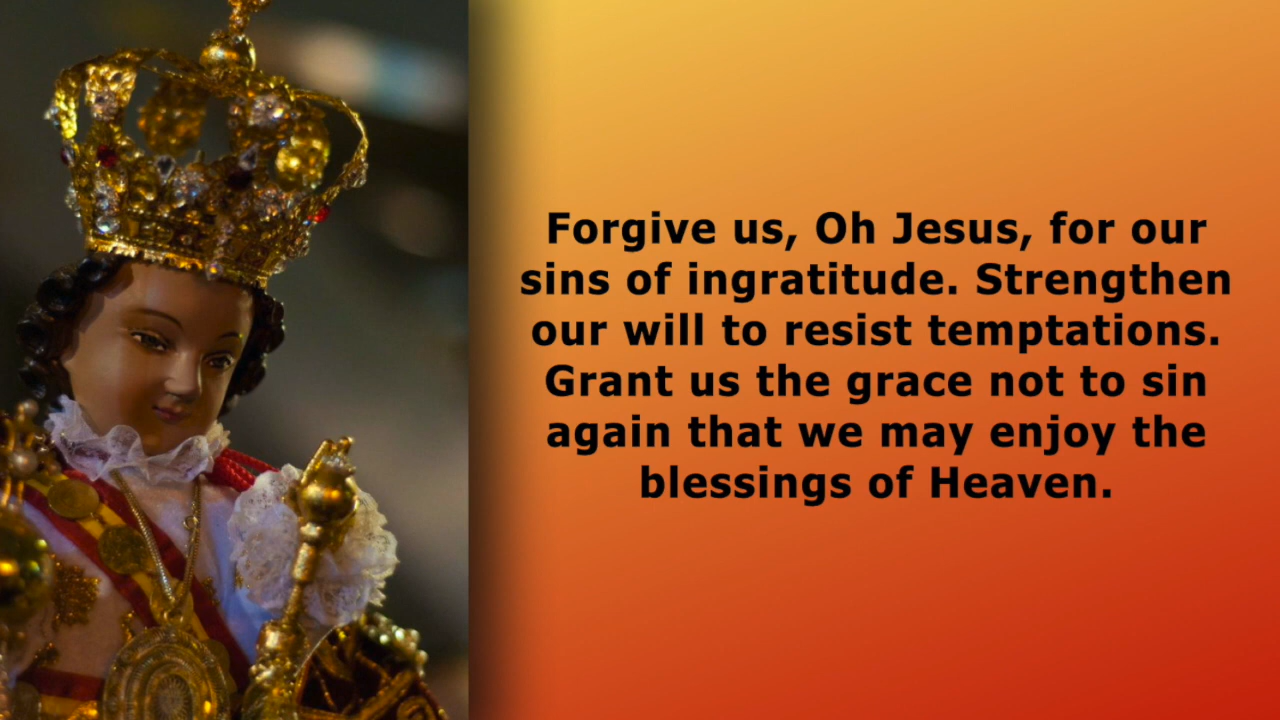 Forgive us, Oh Jesus, for our
sins of ingratitude. Strengthen
our will to resist temptations.
Grant us the grace not to sin
again that we may enjoy the
blessings of Heaven.